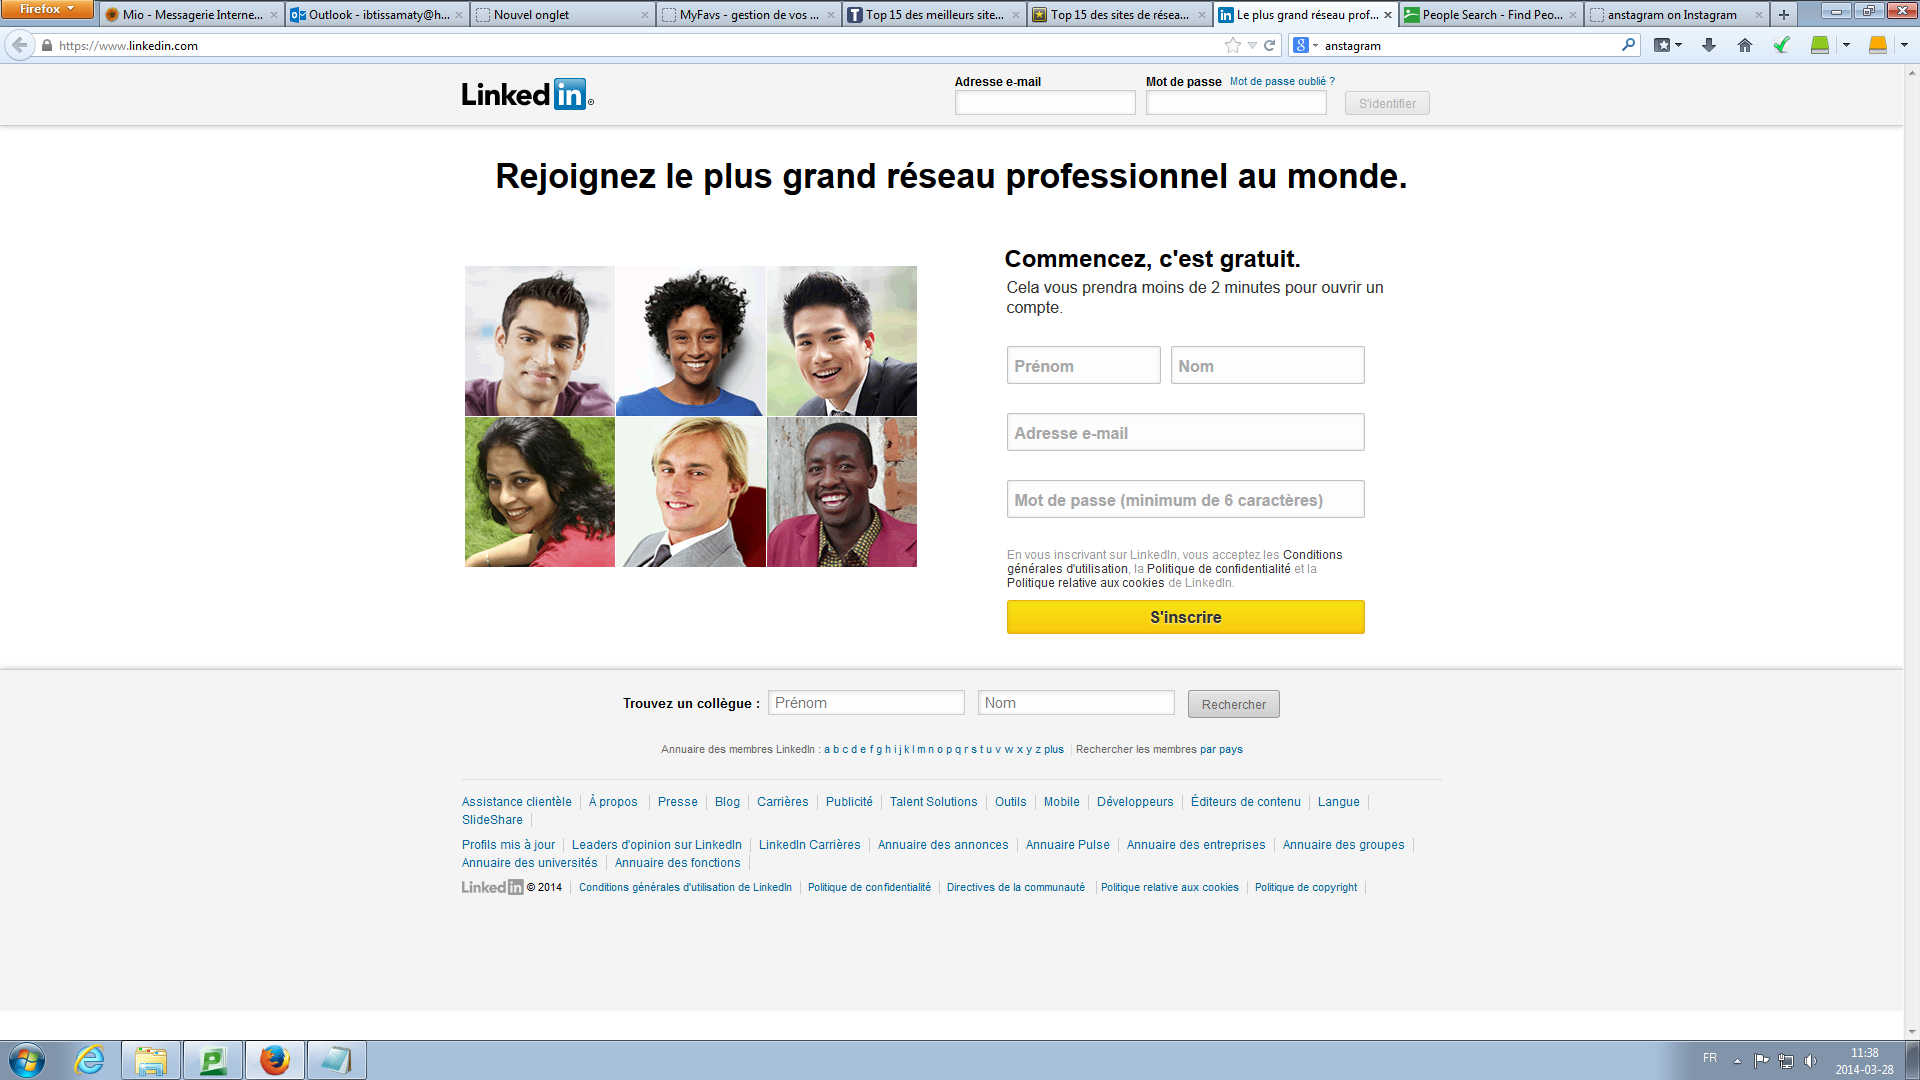 Firefox
Mio - Messagerie Interne...
Outlook - ibtissamaty@h...
Nouvel onglet
MyFavs - gestion de vos ...
Top 15 des meilleurs site...
Top 15 des sites de résea...
Le plus grand réseau prof...
People Search - Find Peo...
anstagram on Instagram
https://www.linkedin.com
anstagram
Linked in
Adresse e-mail
Mot de passe Mot de passe oublié ?
S'identifier
Rejoignez le plus grand réseau professionnel au monde.
Commencez, c'est gratuit.
Cela vous prendra moins de 2 minutes pour ouvrir un
compte.
Prénom
Nom
Adresse e-mail
Mot de passe (minimum de 6 caractères)
En vous inscrivant sur LinkedIn, vous acceptez les Conditions
générales d'utilisation, la Politique de confidentialité et la
Politique relative aux cookies de LinkedIn.
S'inscrire
Trouvez un collègue : Prénom Nom Rechercher
Annuaire des membres LinkedIn : a b c d e f g h i j k l m n o p q r s t u v w x y z plus Rechercher les membres par pays
Assistance clientèle À propos Presse Blog Carrières Publicité Talent Solutions Outils Mobile Développeurs Éditeurs de contenu Langue
SlideShare
Profils mis à jour Leaders d'opinion sur LinkedIn LinkedIn Carrières Annuaire des annonces Annuaire Pulse Annuaire des entreprises Annuaire des groupes
Annuaire des universités Annuaire des fonctions
Linked in © 2014 Conditions générales d'utilisation de LinkedIn Politique de confidentialité Directives de la communauté Politique relative aux cookies Politique de copyright
FR
11:38
2014-03-28